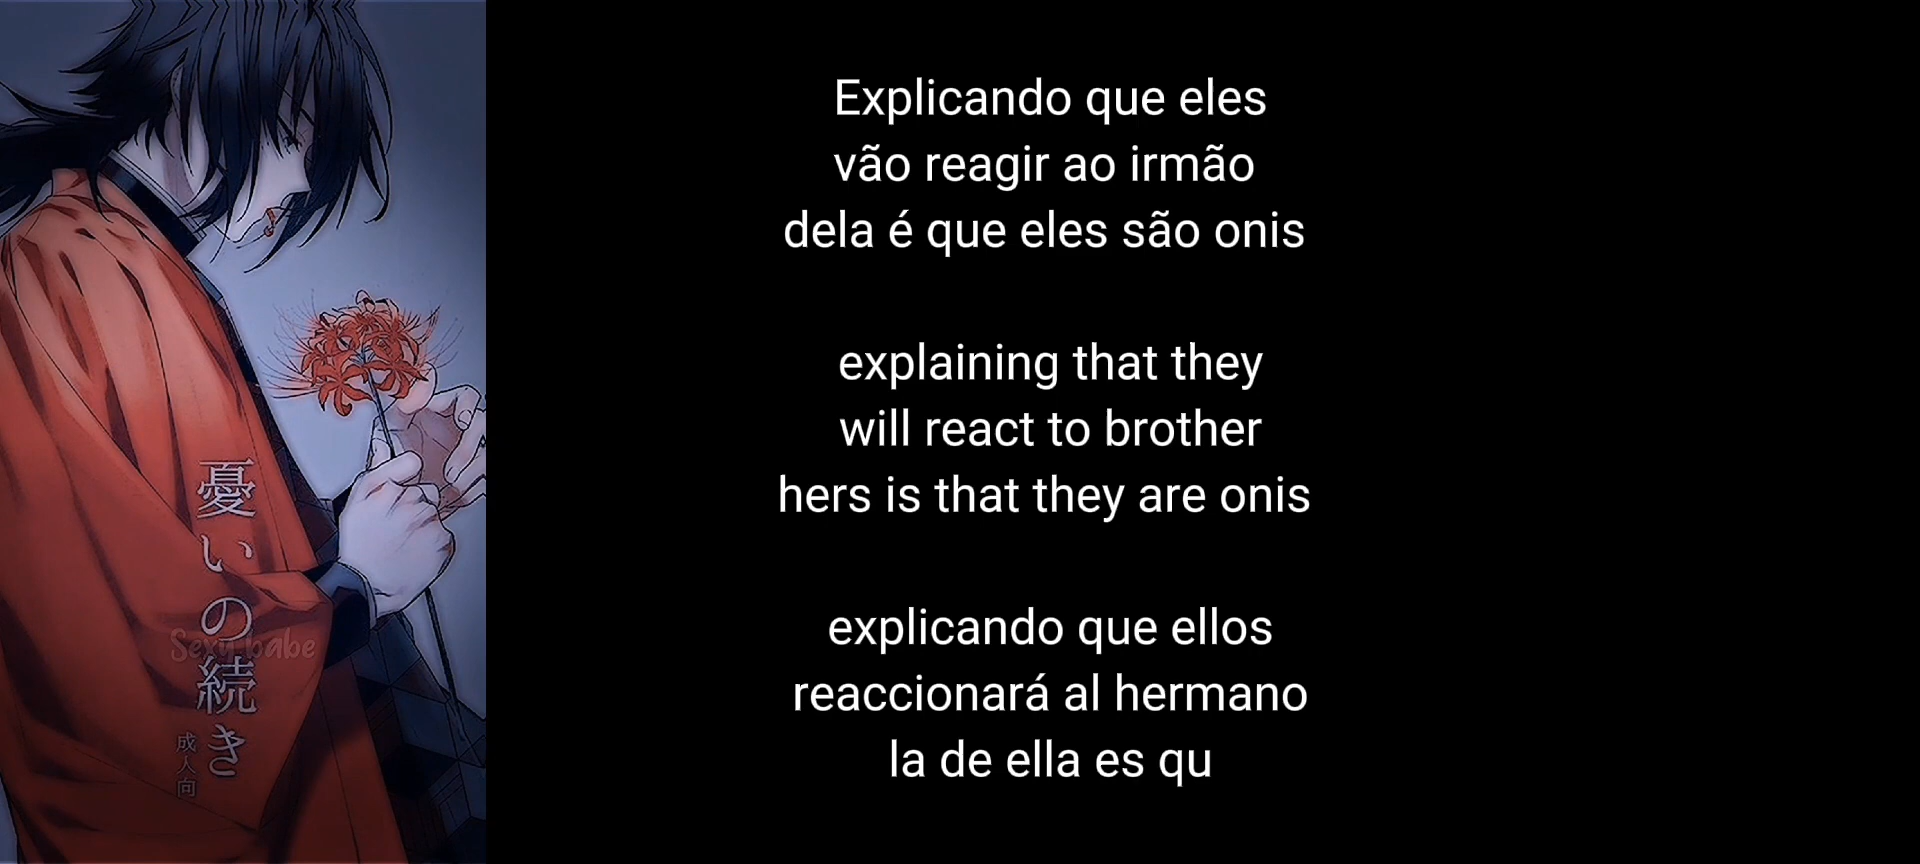 憂いの続き
成人向
Sexy babe
Explicando que eles
vão reagir ao irmão
dela é que eles são onis
explaining that they
will react to brother
hers is that they are onis
explicando que ellos
reaccionará al hermano
la de ella es qu